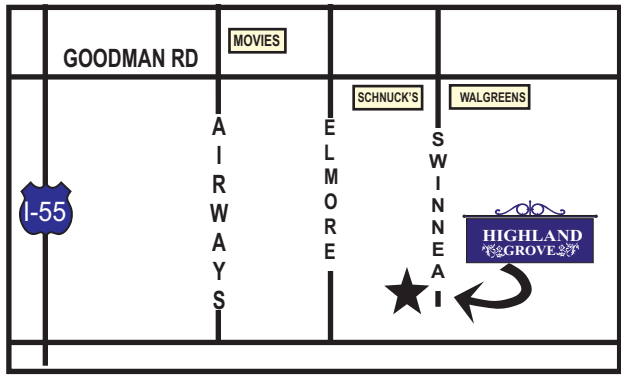 MOVIES
GOODMAN RD
SCHNUCK'S
WALGREENS
AIRWAYS
ELMORE
SWINNEA
I-55
HIGHLAND
GROVE